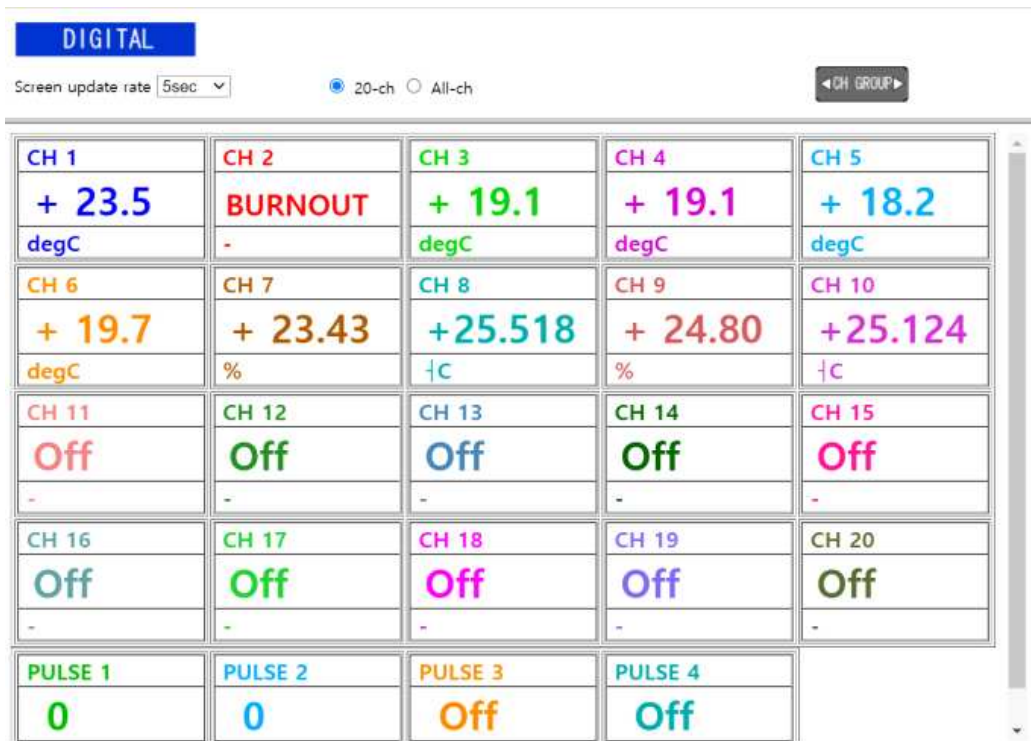 DIGITAL
Screen update rate 5sec 20-ch All-ch ◄CH GROUP►
CH 1 CH 2 CH 3 CH 4 CH 5
+ 23.5 BURNOUT + 19.1 + 19.1 + 18.2
degC - degC degC degC
CH 6 CH 7 CH 8 CH 9 CH 10
+ 19.7 + 23.43 +25.518 + 24.80 +25.124
degC % ┤C % ┤C
CH 11 CH 12 CH 13 CH 14 CH 15
Off Off Off Off Off
- - - - -
CH 16 CH 17 CH 18 CH 19 CH 20
Off Off Off Off Off
- - - - -
PULSE 1 PULSE 2 PULSE 3 PULSE 4
0 0 Off Off